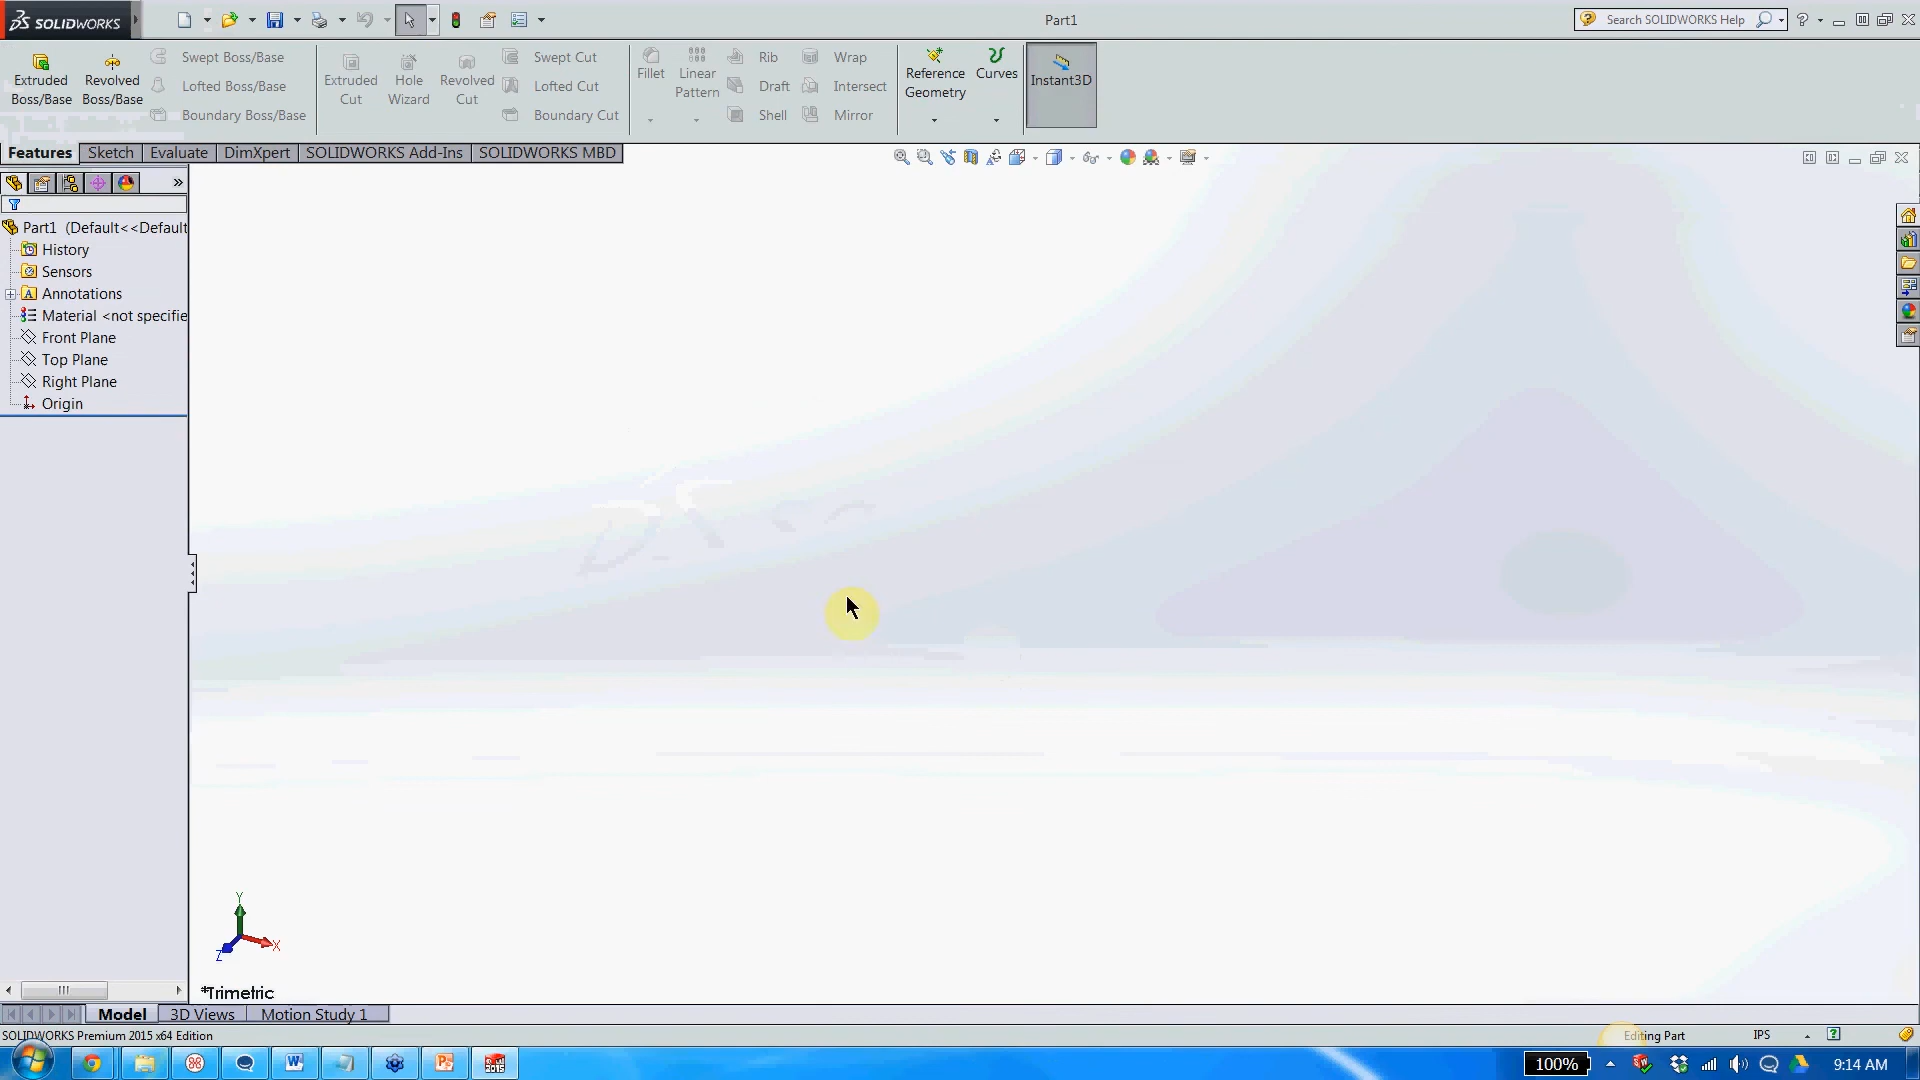 SOLIDWORKS
Part1
Search SOLIDWORKS Help
Extruded Boss/Base
Revolved Boss/Base
Swept Boss/Base
Lofted Boss/Base
Boundary Boss/Base
Extruded Cut
Hole Wizard
Revolved Cut
Swept Cut
Lofted Cut
Boundary Cut
Fillet
Linear Pattern
Rib
Draft
Shell
Wrap
Intersect
Mirror
Reference Geometry
Curves
Instant3D
Features
Sketch
Evaluate
DimXpert
SOLIDWORKS Add-Ins
SOLIDWORKS MBD
Part1 (Default<<Default
History
Sensors
Annotations
Material <not specifie
Front Plane
Top Plane
Right Plane
Origin
Y
X
Z
*Trimetric
Model
3D Views
Motion Study 1
SOLIDWORKS Premium 2015 x64 Edition
Editing Part
IPS
100%
9:14 AM